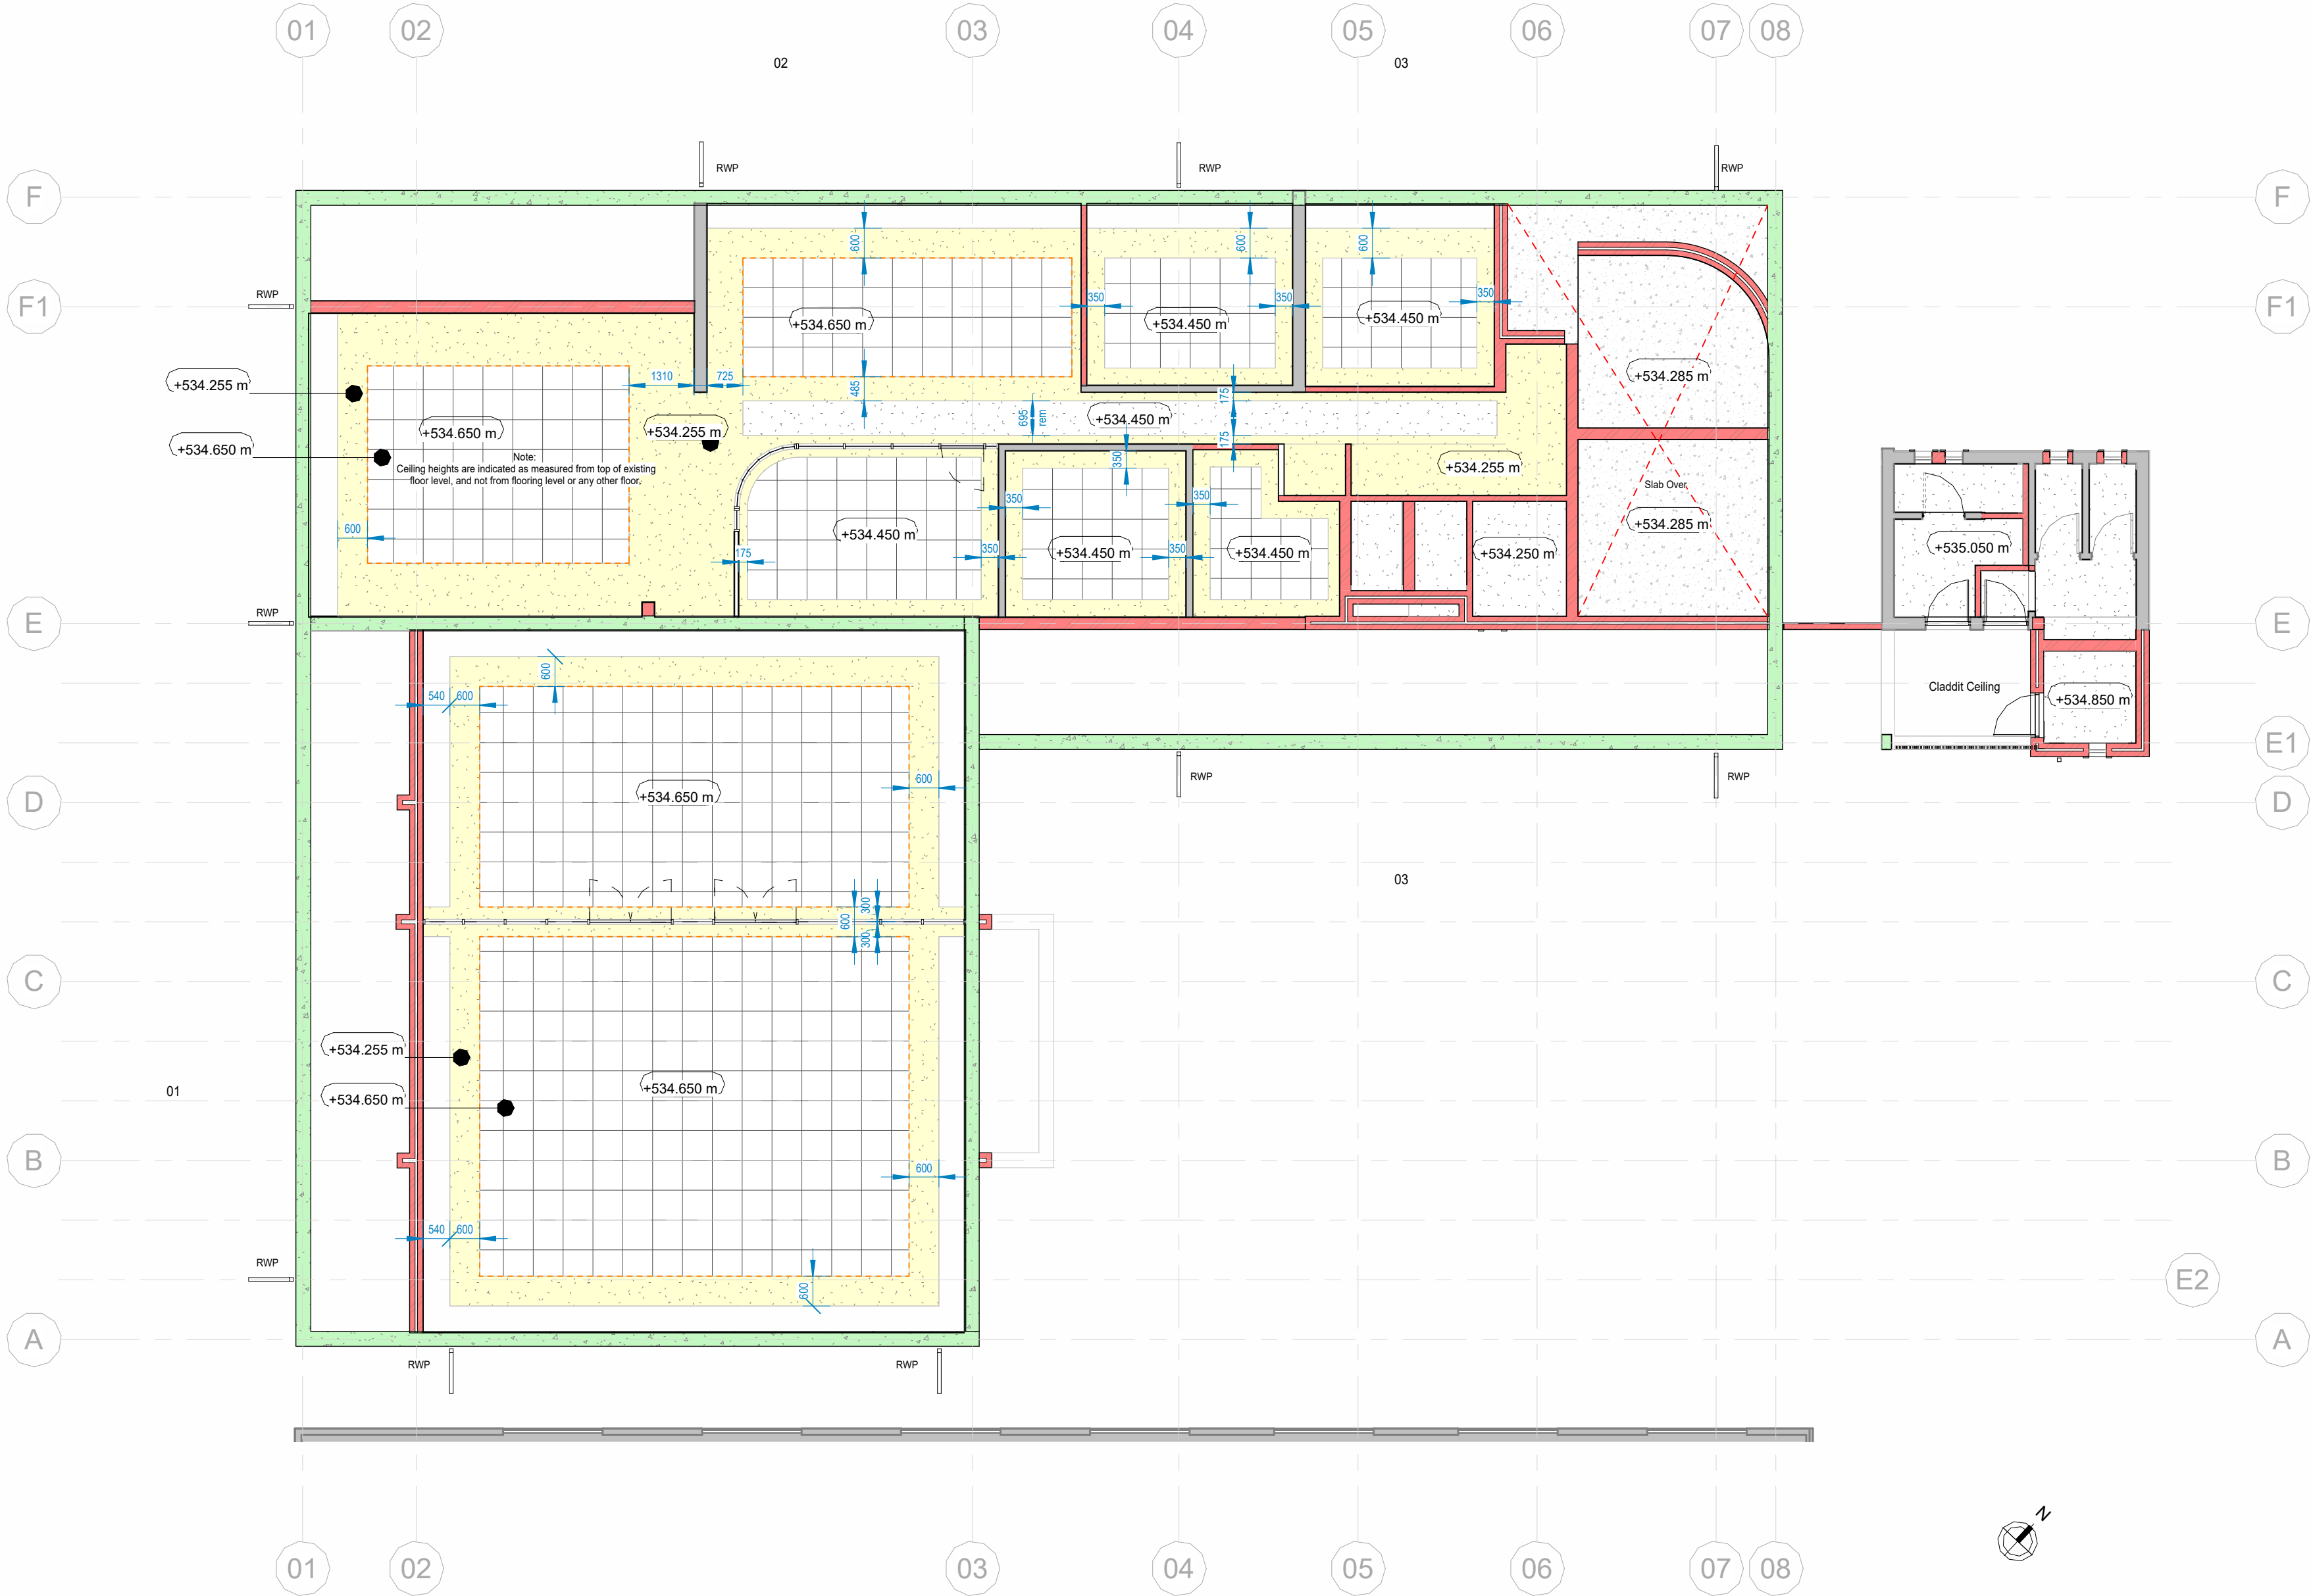 01 02 03 04 05 06 07 08
02 03
RWP RWP RWP
F F
600 600 600
RWP
F1 F1
350 350 350
+534.650 m +534.450 m +534.450 m
+534.285 m
+534.255 m
1310 725 485
175
695 rem
+534.450 m
+534.650 m
+534.255 m
+534.650 m
175
Note:
Ceiling heights are indicated as measured from top of existing
floor level, and not from flooring level or any other floor.
350
+534.255 m
Slab Over
350 350
+534.285 m
600
+534.450 m
175 350
+534.450 m
350
+534.450 m
+534.250 m
+535.050 m
RWP
E E
600
540 600
Claddit Ceiling
+534.850 m
E1
RWP RWP
600
+534.650 m
D D
03
600 300
300
C C
+534.255 m
+534.650 m
+534.650 m
01
B B
600
540 600
RWP
600
E2
A A
RWP RWP
N
01 02 03 04 05 06 07 08